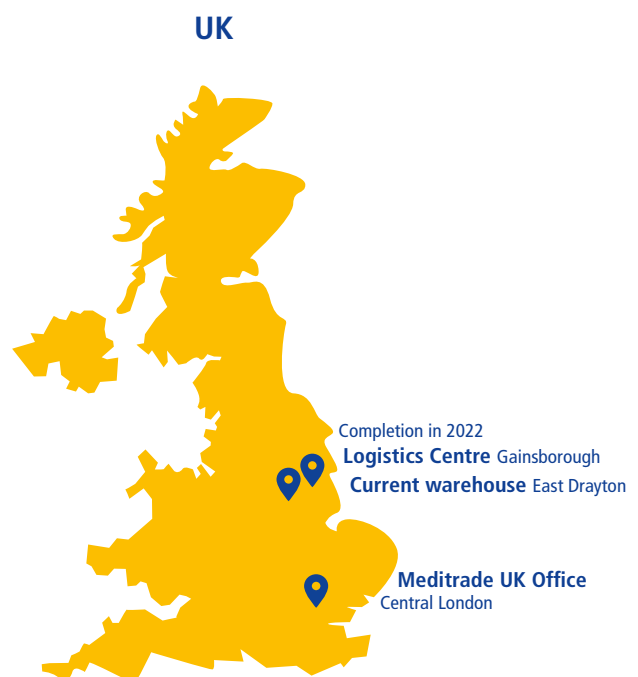 UK
Completion in 2022
Logistics Centre Gainsborough
Current warehouse East Drayton
Meditrade UK Office
Central London